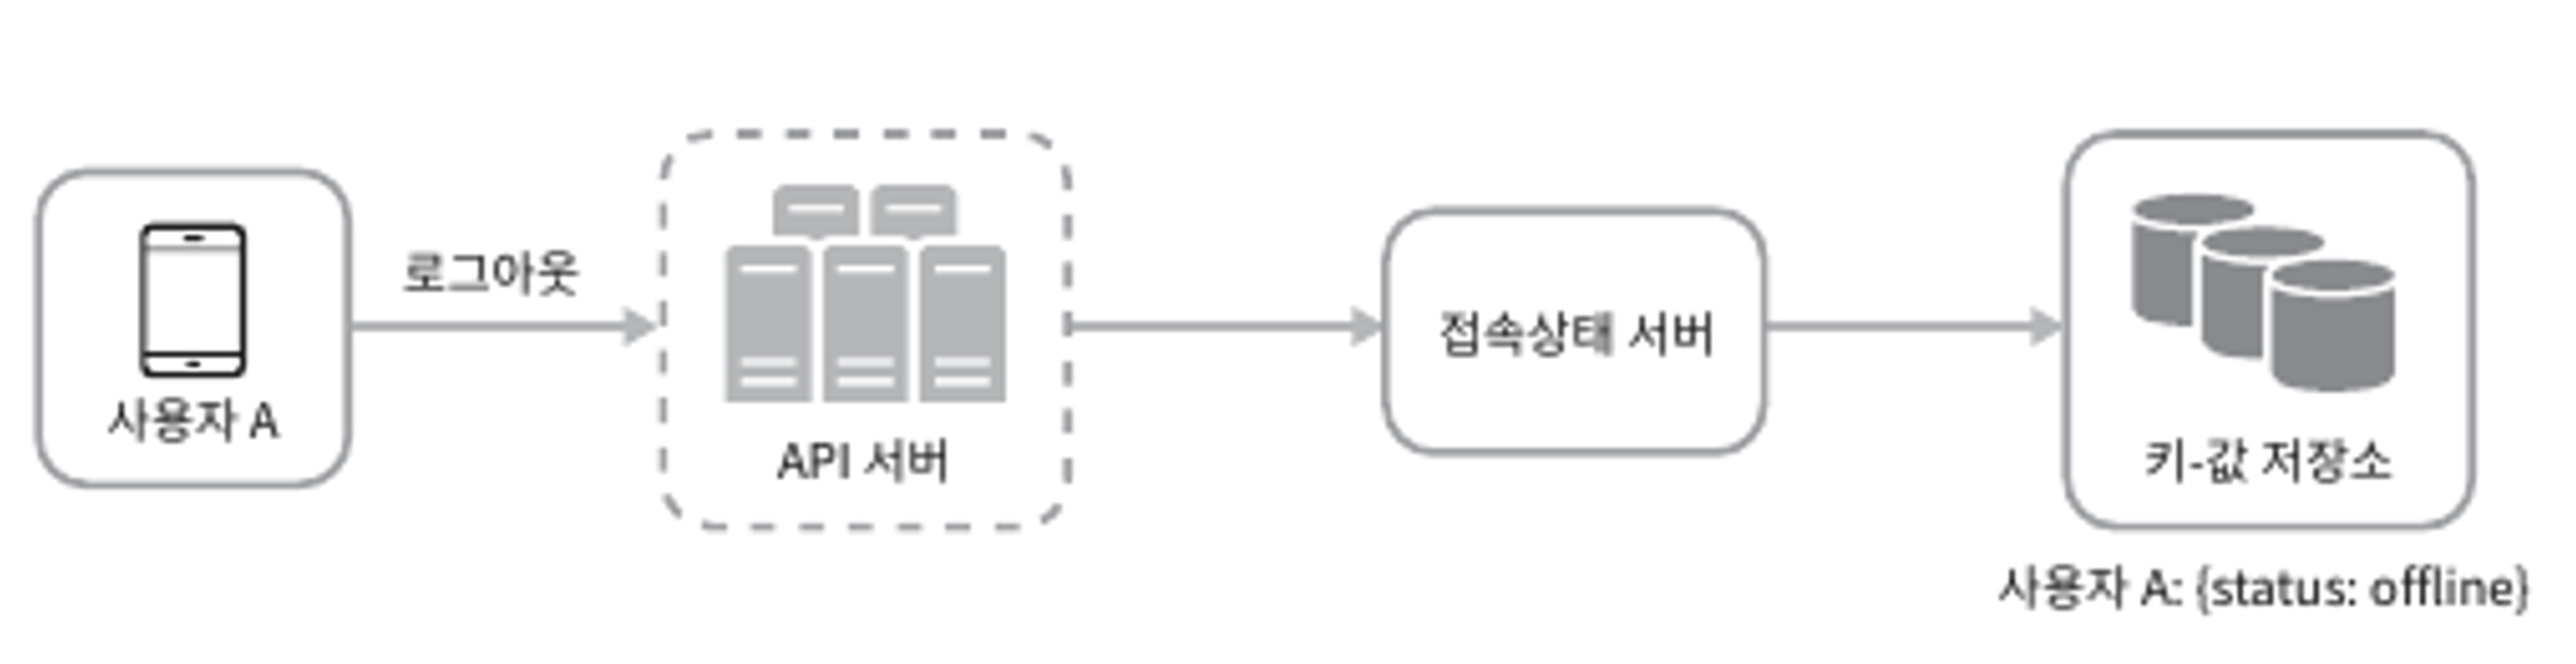 로그아웃
사용자 A
API 서버
접속상태 서버
키-값 저장소
사용자 A: {status: offline}